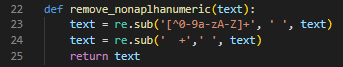 22 def remove_nonaplhanumeric(text):
23     text = re.sub('[^0-9a-zA-Z]+', ' ', text)
24     text = re.sub('  +',' ', text)
25     return text